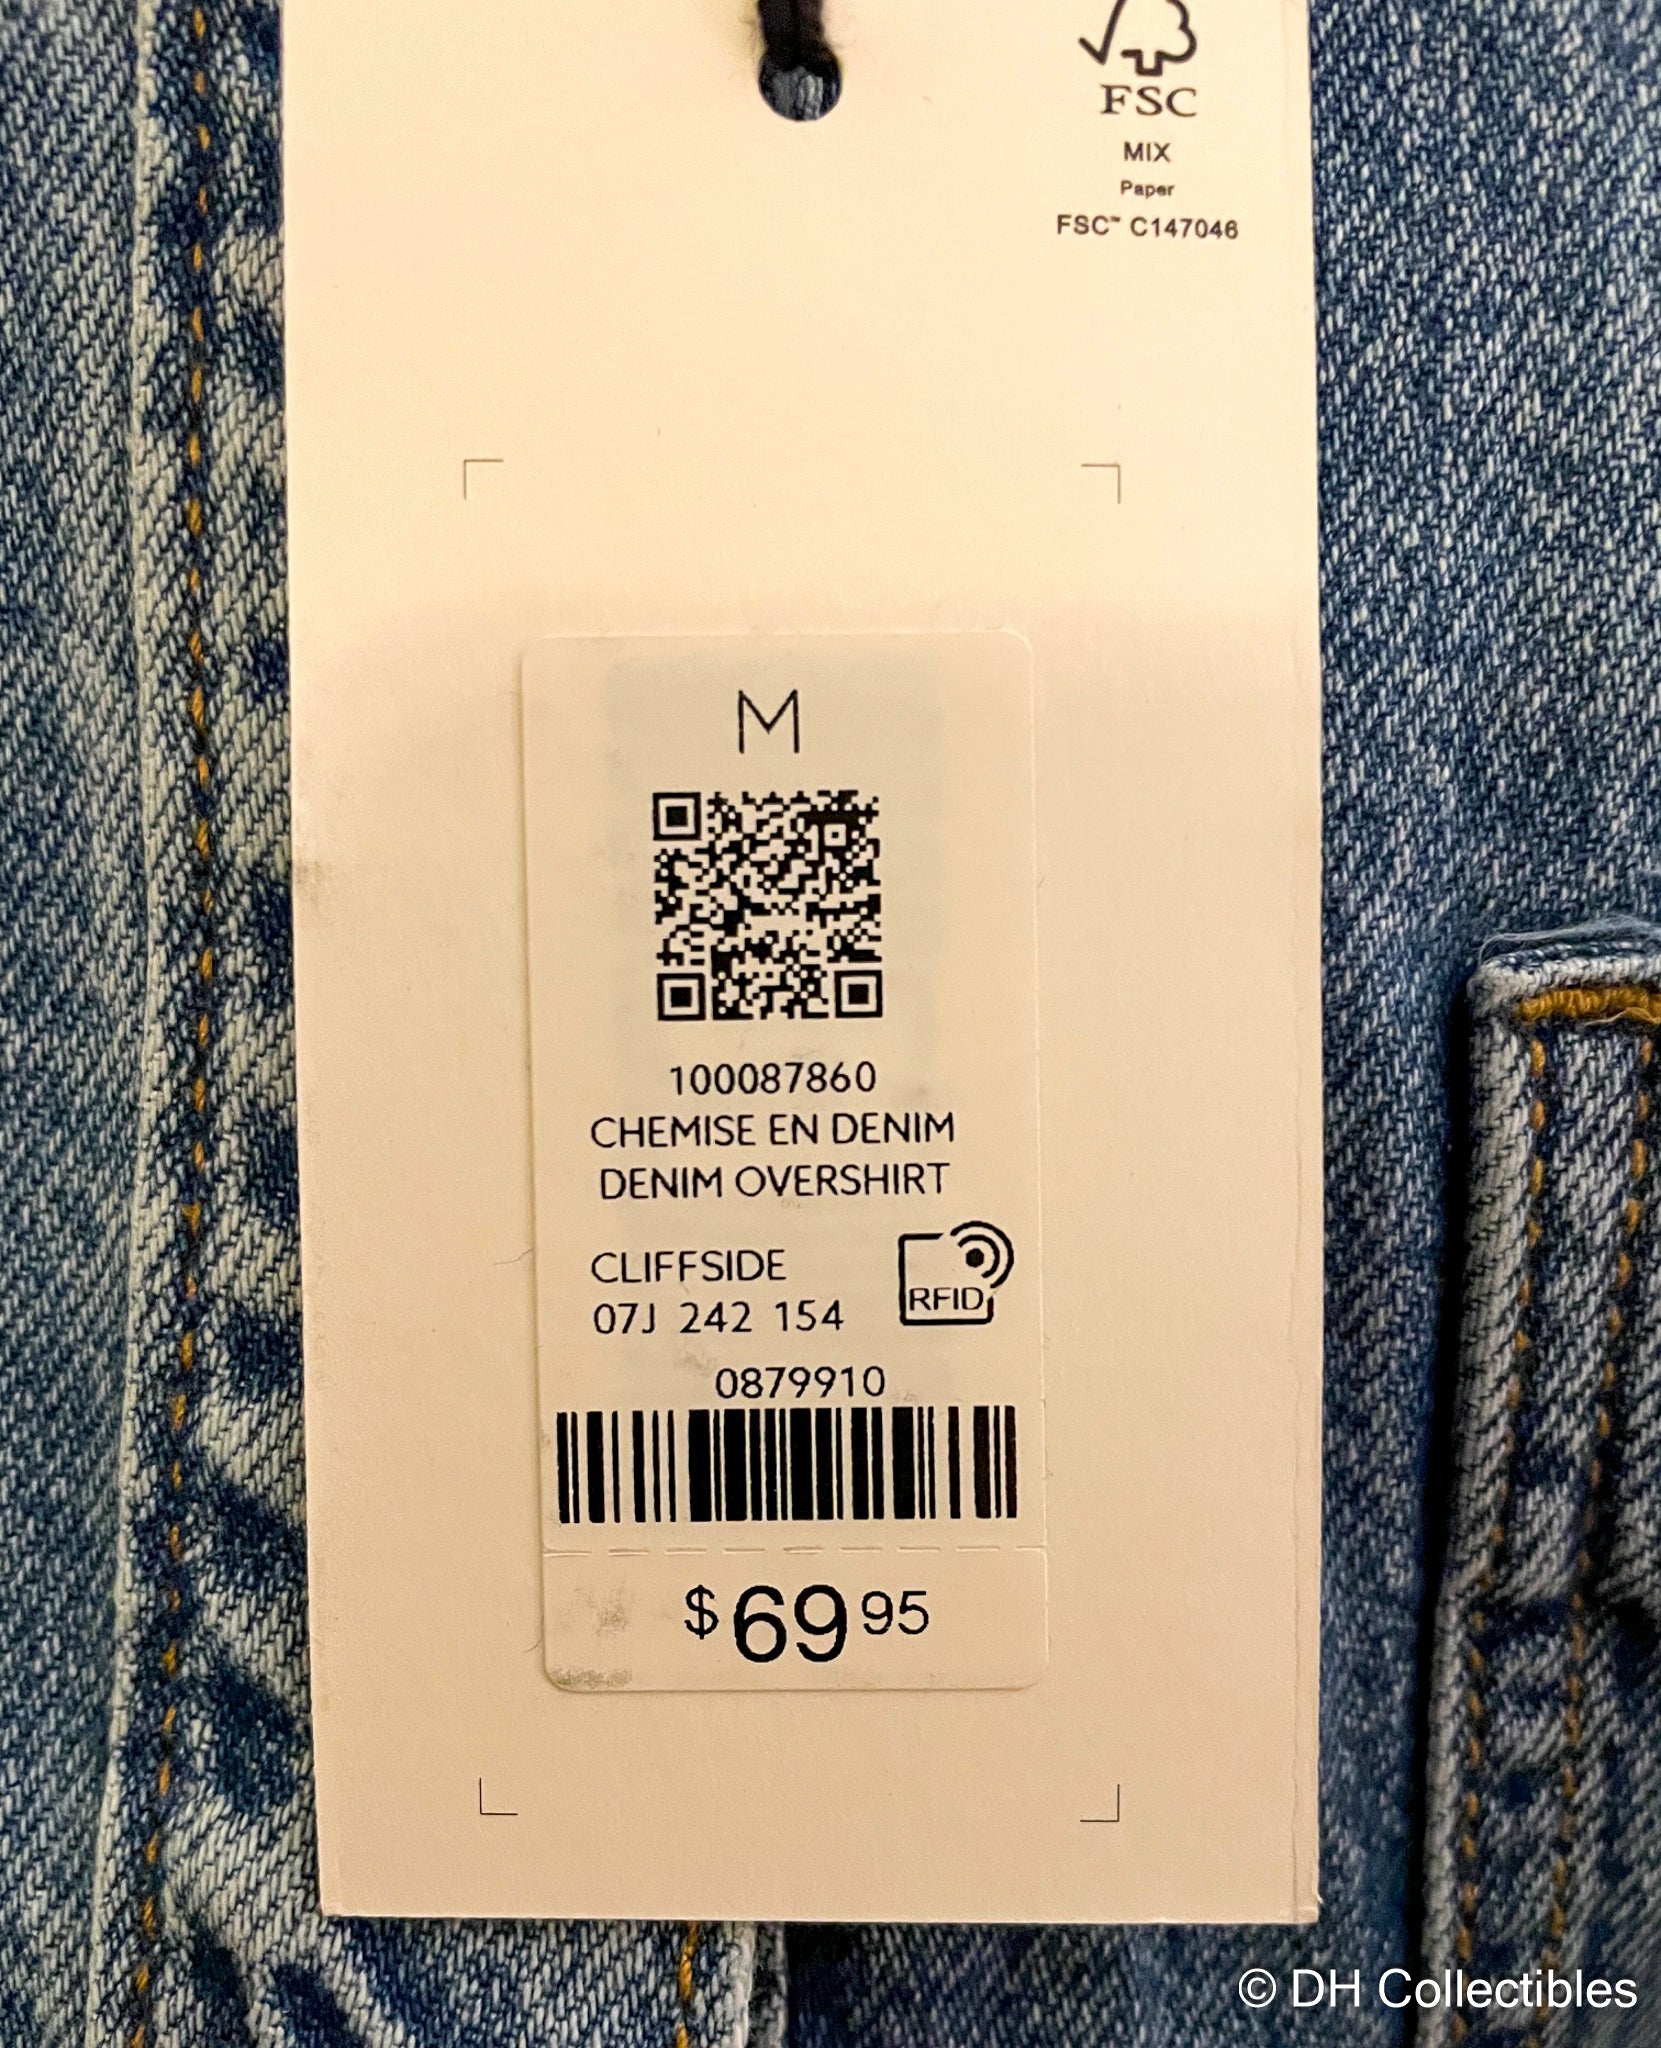 FSC
MIX
Paper
FSC™ C147046
M
100087860
CHEMISE EN DENIM
DENIM OVERSHIRT
CLIFFSIDE
07J 242 154
RFID
0879910
$69 95
© DH Collectibles